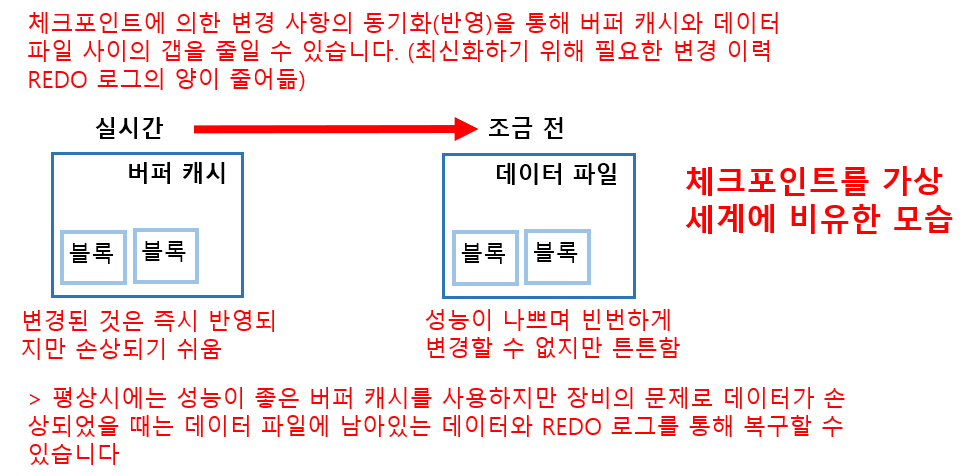 체크포인트에 의한 변경 사항의 동기화(반영)을 통해 버퍼 캐시와 데이터
파일 사이의 갭을 줄일 수 있습니다. (최신화하기 위해 필요한 변경 이력
REDO 로그의 양이 줄어듦)
실시간
조금 전
버퍼 캐시
블록
블록
데이터 파일
블록
블록
체크포인트를 가상
세계에 비유한 모습
변경된 것은 즉시 반영되
지만 손상되기 쉬움
성능이 나쁘며 빈번하게
변경할 수 없지만 튼튼함
> 평상시에는 성능이 좋은 버퍼 캐시를 사용하지만 장비의 문제로 데이터가 손
상되었을 때는 데이터 파일에 남아있는 데이터와 REDO 로그를 통해 복구할 수
있습니다